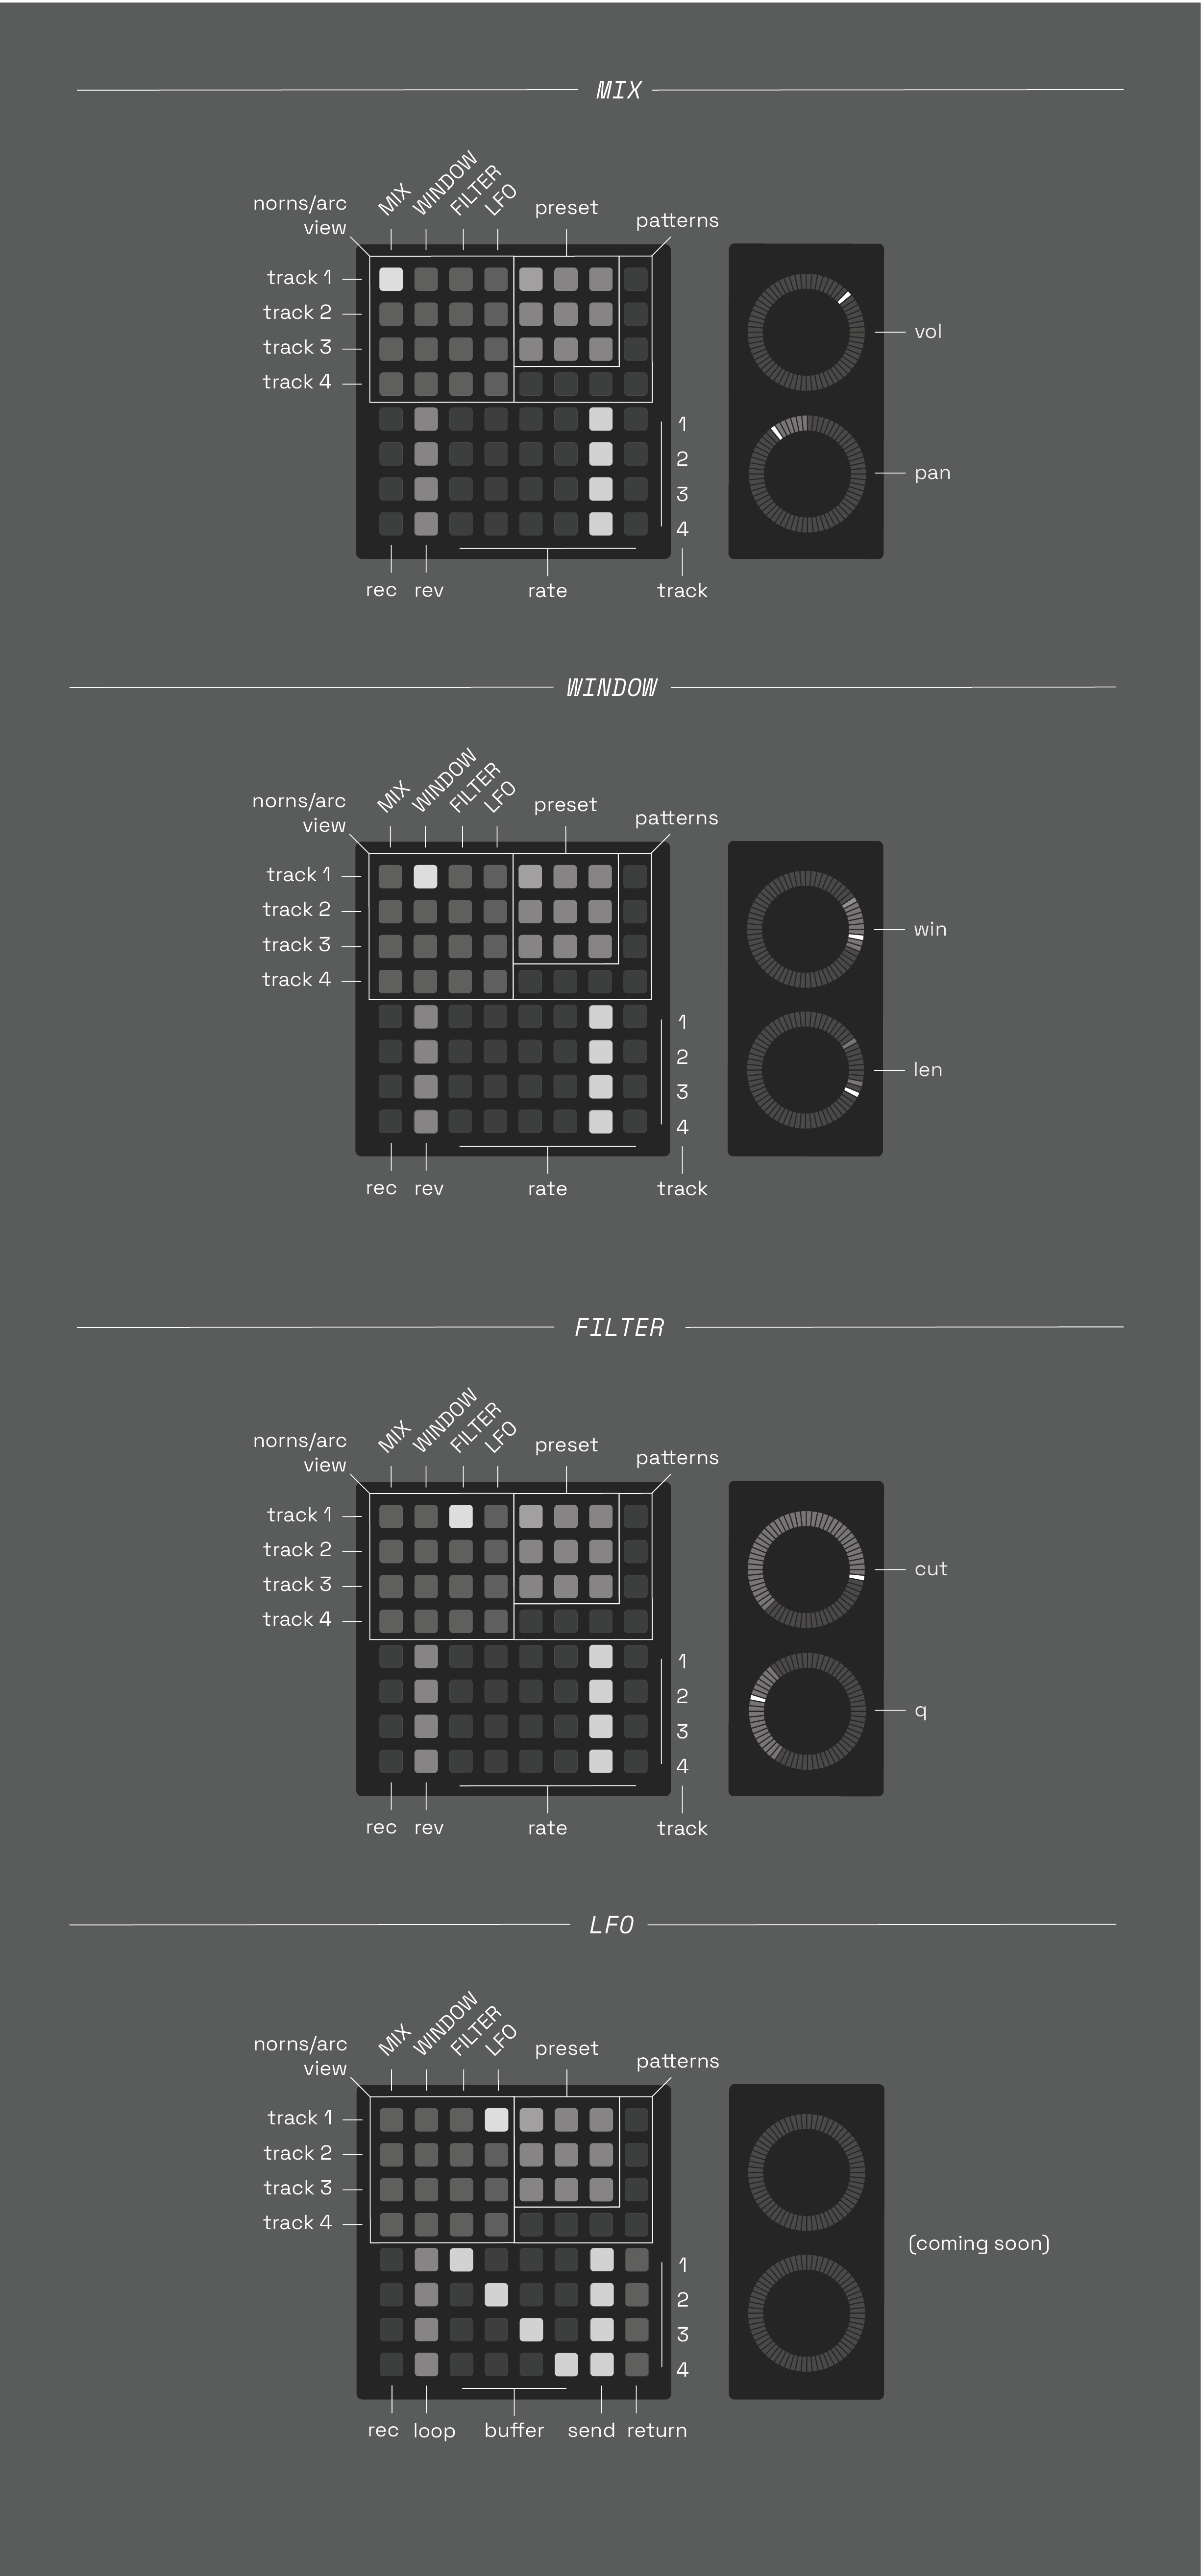 MIX
MIX
WINDOW
FILTER
LFO
norns/arc
view
preset
patterns
track 1
track 2
track 3
track 4
vol
1
2
3
4
pan
rec
rev
rate
track
WINDOW
MIX
WINDOW
FILTER
LFO
norns/arc
view
preset
patterns
track 1
track 2
track 3
track 4
win
1
2
3
4
len
rec
rev
rate
track
FILTER
MIX
WINDOW
FILTER
LFO
norns/arc
view
preset
patterns
track 1
track 2
track 3
track 4
cut
1
2
3
4
q
rec
rev
rate
track
LFO
MIX
WINDOW
FILTER
LFO
norns/arc
view
preset
patterns
track 1
track 2
track 3
track 4
(coming soon)
1
2
3
4
rec
loop
buffer
send
return